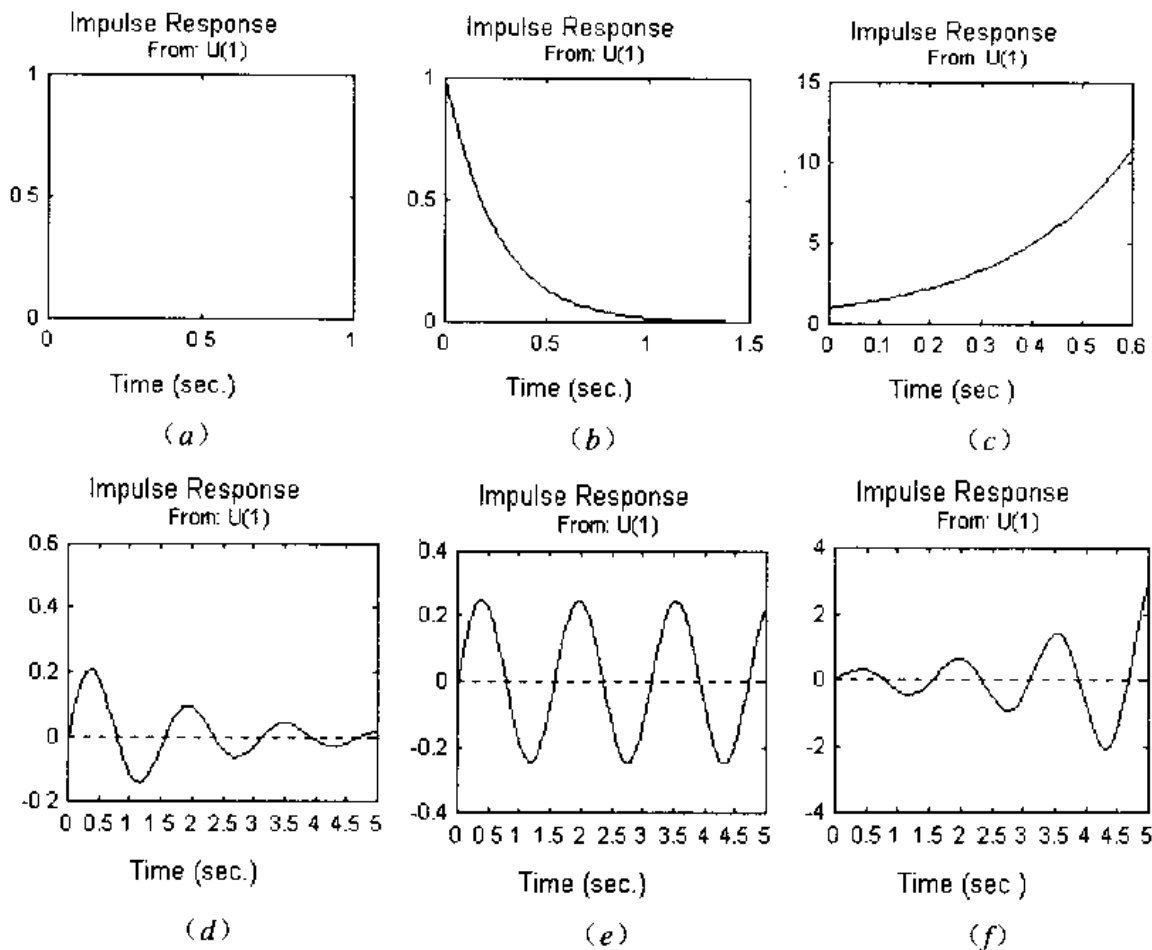 Impulse Response
From: U(1)
1
0.5
0
0 0.5 1
Time (sec.)
(a)
Impulse Response
From: U(1)
1
0.5
0
0 0.5 1 1.5
Time (sec.)
(b)
Impulse Response
From U(1)
15
10
5
0
0 0.1 0.2 0.3 0.4 0.5 0.6
Time (sec )
(c)
Impulse Response
From: U(1)
0.6
0.4
0.2
0
-0.2
0 0.5 1 1 5 2 2.5 3 3.5 4 4.5 5
Time (sec.)
(d)
Impulse Response
From: U(1)
0.4
0.2
0
-0.2
-0.4
0 0.5 1 1.5 2 2.5 3 3.5 4 4.5 5
Time (sec.)
(e)
Impulse Response
From: U(1)
4
2
0
-2
-4
0 0.5 1 1.5 2 2.5 3 3.5 4 4.5 5
Time (sec )
(f)